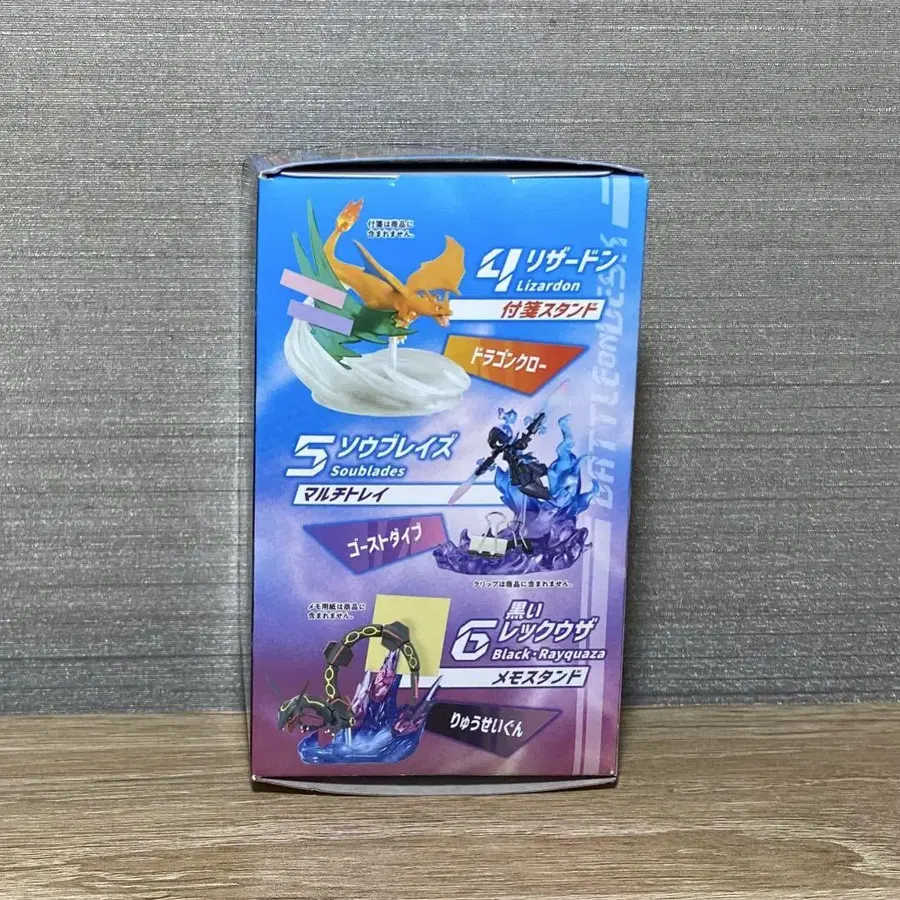 付箋は商品に
含まれません。
4 リザードン
Lizardon
付箋スタンド
ドラゴンクロー
5 ソウブレイズ
Soublades
マルチトレイ
ゴーストダイブ
クリップは商品に含まれません。
メモ用紙は商品に
含まれません。
黒い
6 レックウザ
Black・Rayquaza
メモスタンド
りゅうせいぐん